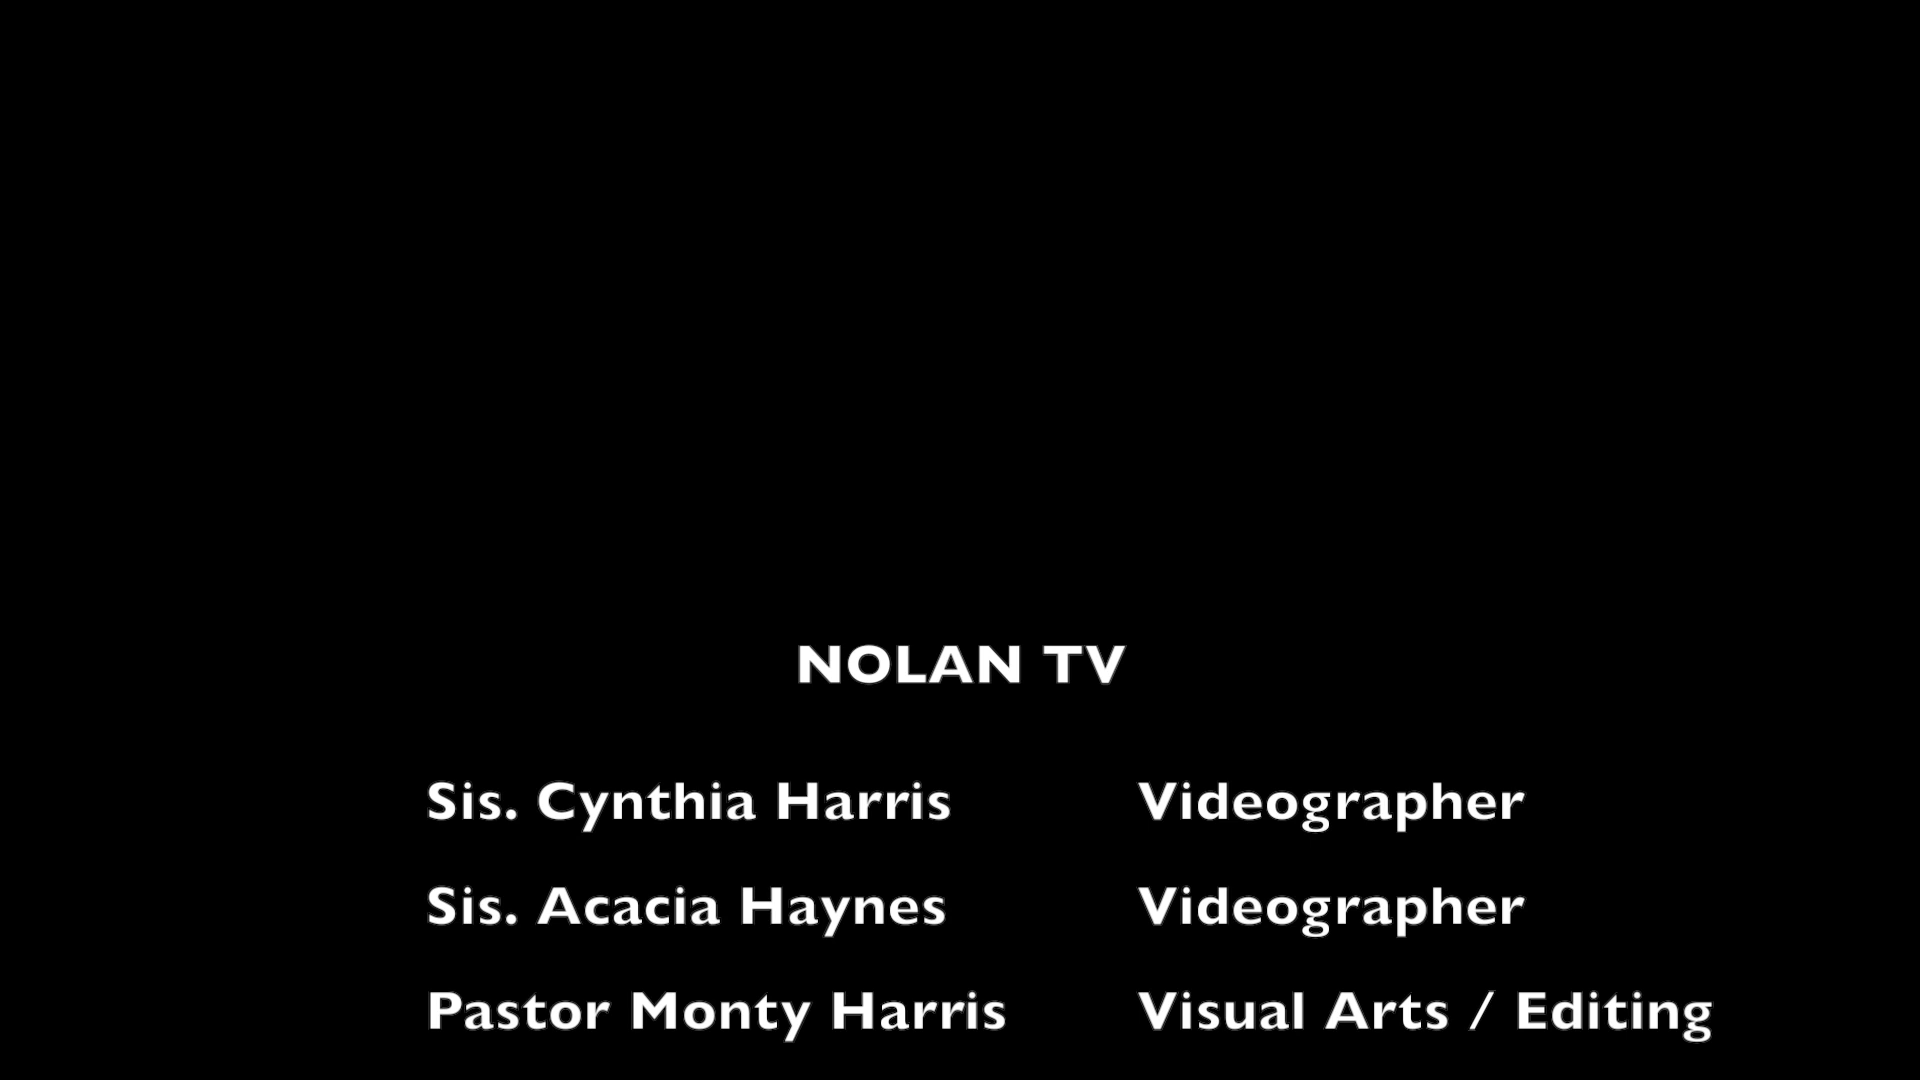 NOLAN TV
Sis. Cynthia Harris Videographer
Sis. Acacia Haynes Videographer
Pastor Monty Harris Visual Arts / Editing